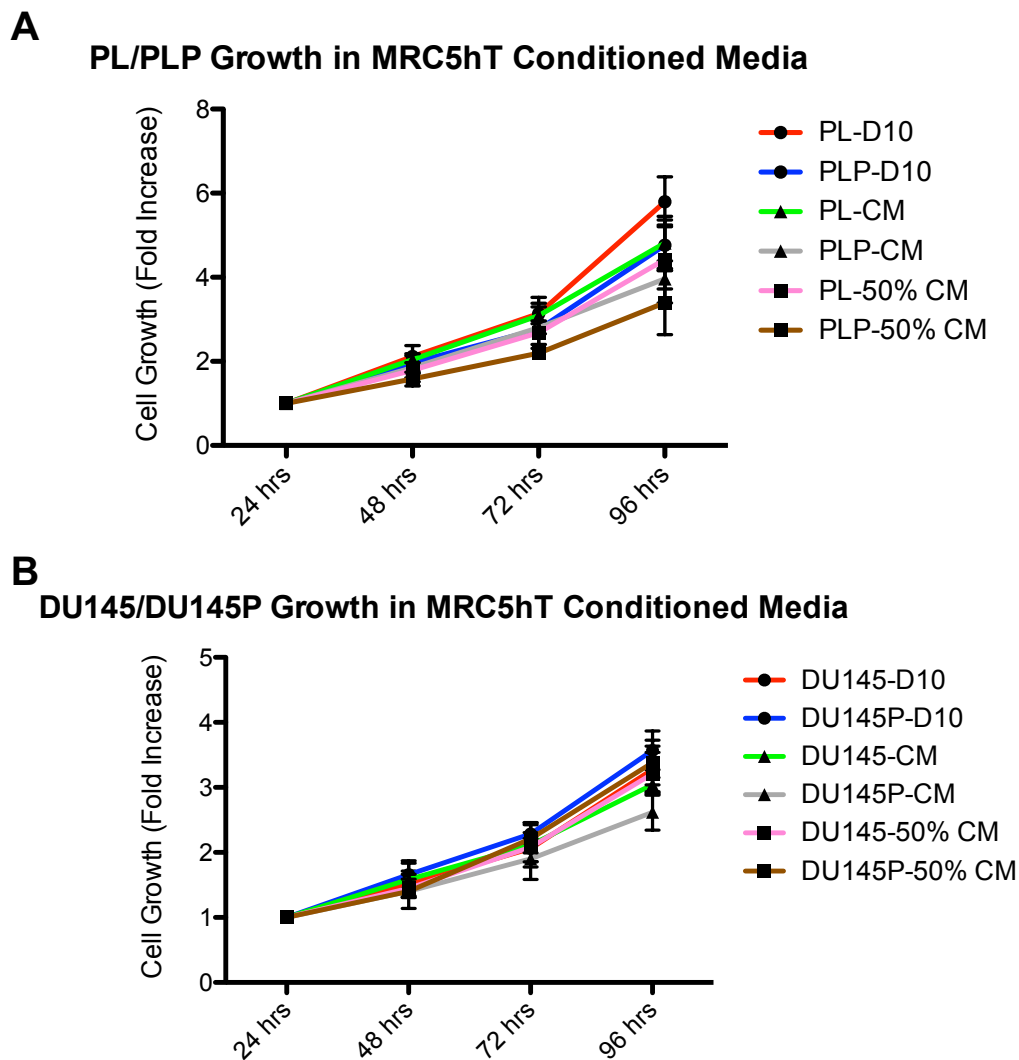 A
PL/PLP Growth in MRC5hT Conditioned Media
8
6
4
2
0
Cell Growth (Fold Increase)
24 hrs
48 hrs
72 hrs
96 hrs
PL-D10
PLP-D10
PL-CM
PLP-CM
PL-50% CM
PLP-50% CM
B
DU145/DU145P Growth in MRC5hT Conditioned Media
5
4
3
2
1
0
Cell Growth (Fold Increase)
24 hrs
48 hrs
72 hrs
96 hrs
DU145-D10
DU145P-D10
DU145-CM
DU145P-CM
DU145-50% CM
DU145P-50% CM